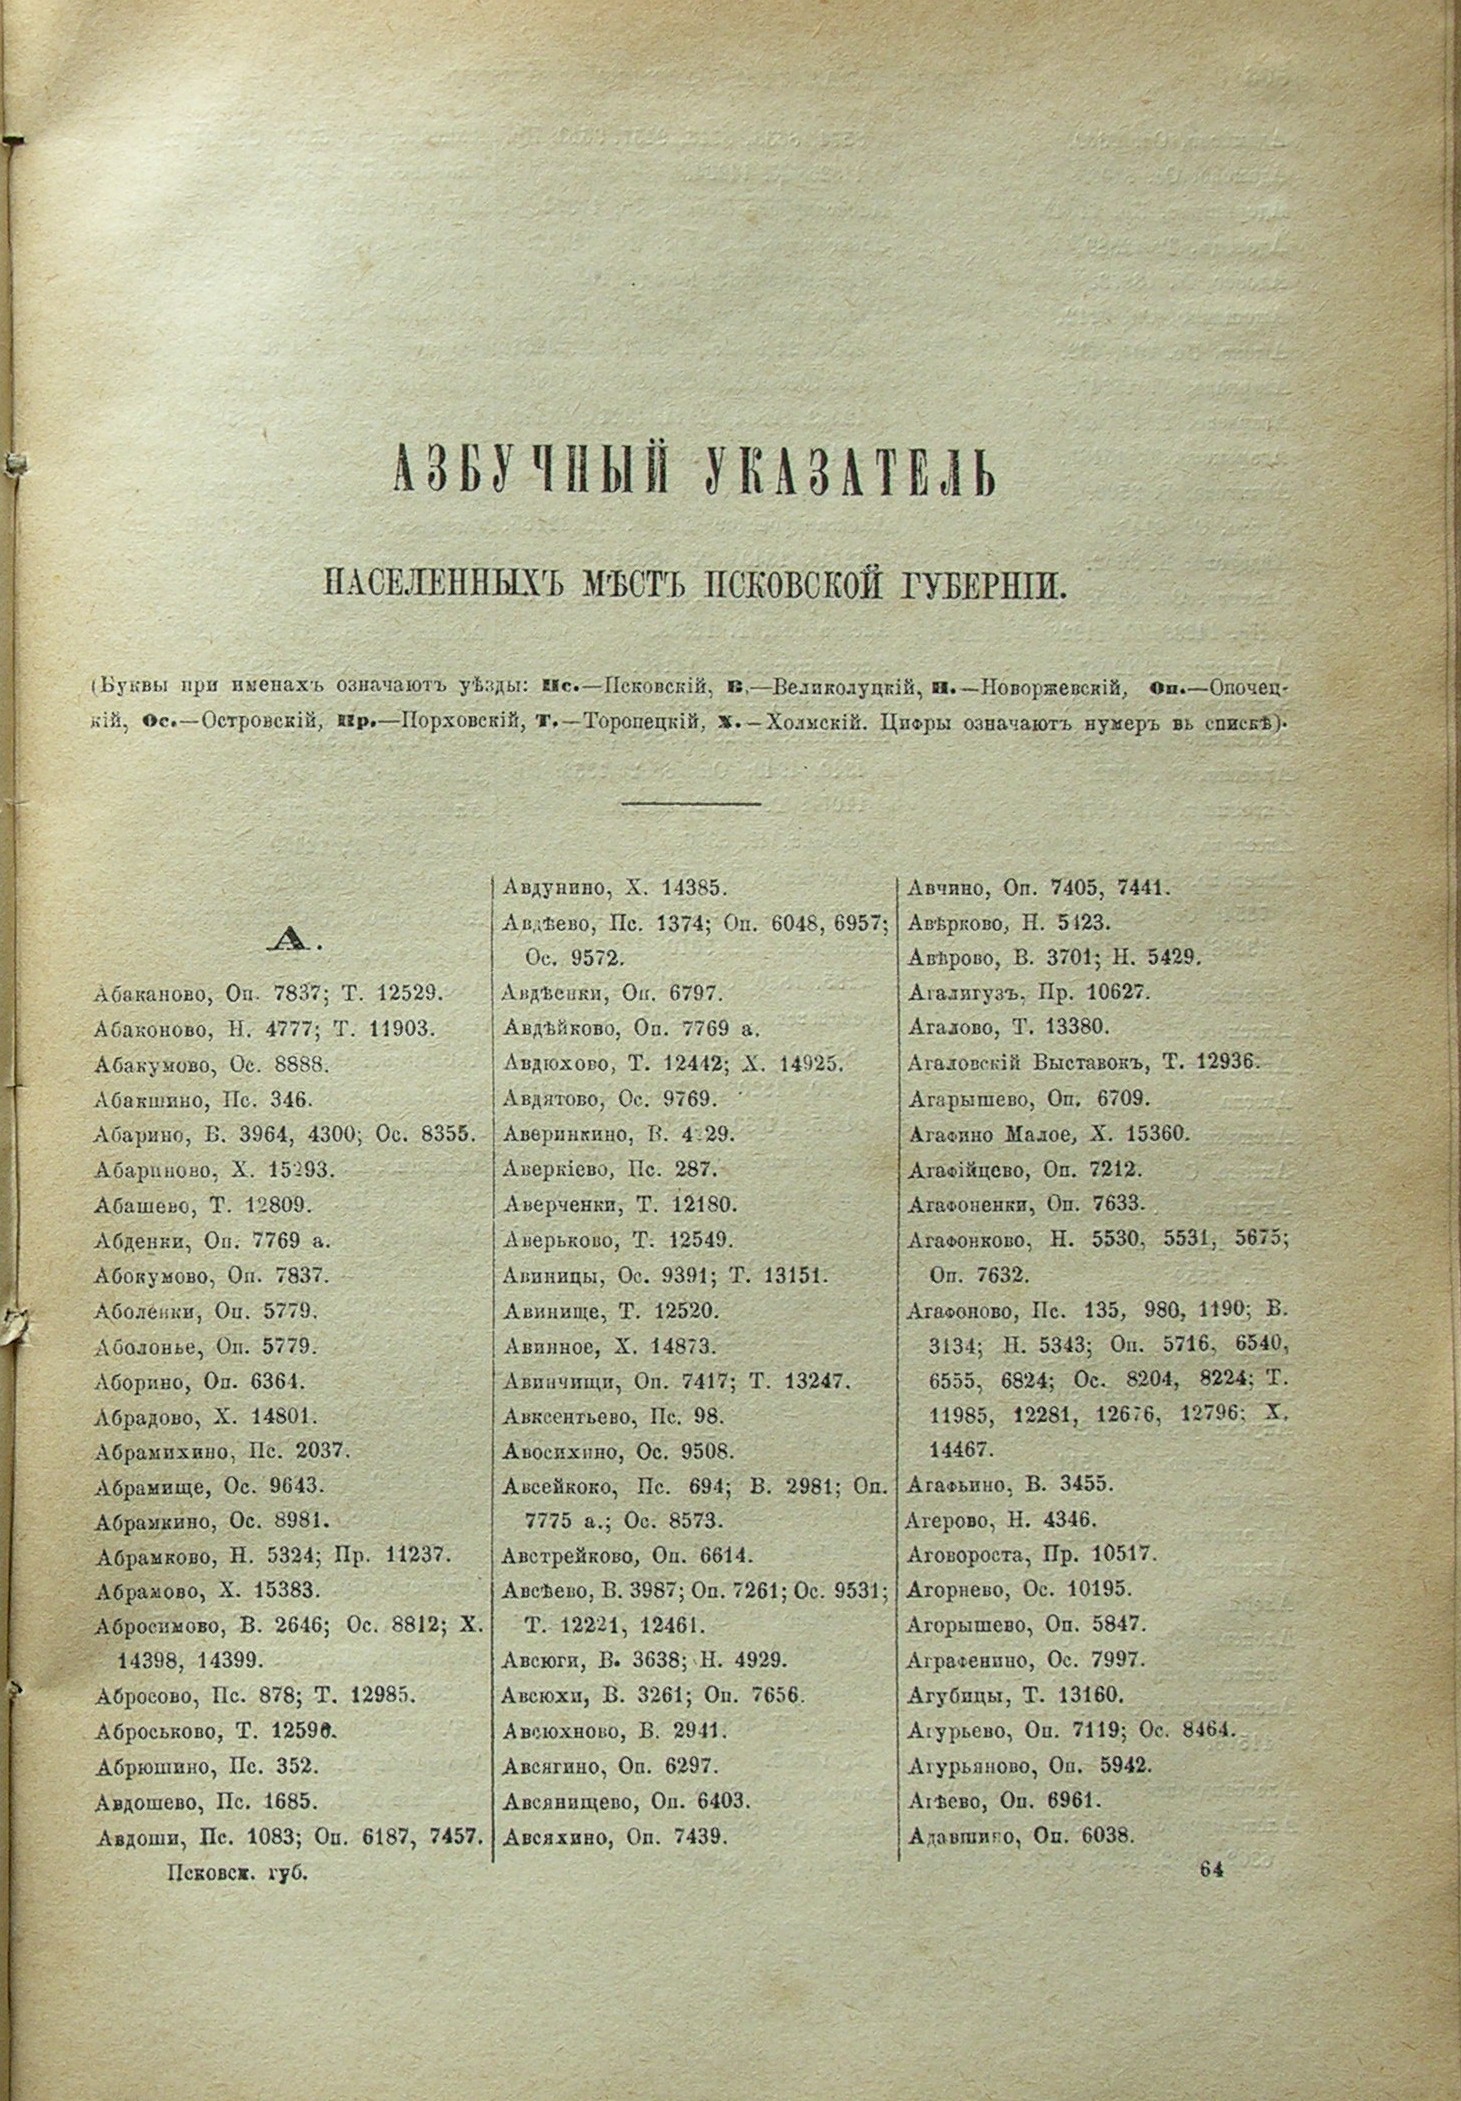 АЗБУЧНЫЙ УКАЗАТЕЛЬ
НАСЕЛЕННЫХЪ МѢСТЪ ПСКОВСКОЙ ГУБЕРНІИ.
(Буквы при именахъ означаютъ уѣзды: Пс.—Псковскій, В.—Великолуцкій, Н.—Новоржевскій, Оп.—Опочец-
кій, Ос.—Островскій, Пр.—Порховскій, Т.—Торопецкій, Х.—Холмскій. Цифры означаютъ нумеръ въ спискѣ).
А.
Абаканово, Оп. 7837; Т. 12529.
Абаконово, Н. 4777; Т. 11903.
Абакумово, Ос. 8888.
Абакшино, Пс. 346.
Абарино, В. 3964, 4300; Ос. 8355.
Абариново, Х. 15293.
Абашево, Т. 12809.
Абденки, Оп. 7769 а.
Абокумово, Оп. 7837.
Аболенки, Оп. 5779.
Аболонье, Оп. 5779.
Аборино, Оп. 6364.
Абрадово, Х. 14801.
Абрамихино, Пс. 2037.
Абрамище, Ос. 9643.
Абрамкино, Ос. 8981.
Абрамково, Н. 5324; Пр. 11237.
Абрамово, Х. 15383.
Абросимово, В. 2646; Ос. 8812; Х.
14398, 14399.
Абросово, Пс. 878; Т. 12985.
Аброськово, Т.
Абрюшино, Пс. 352.
Авдошево, Пс. 1685.
Авдоши, Пс. 1083; Оп. 6187, 7457.
Псковск. губ.
Авдунино, Х. 14385.
Авдѣево, Пс. 1374; Оп. 6048, 6957;
Ос. 9572.
Авдѣенки, Оп. 6797.
Авдѣйково, Оп. 7769 а.
Авдюхово, Т. 12442; Х. 14925.
Авдятово, Ос. 9769.
Аверинкино, В.
Аверкіево, Пс. 287.
Аверченки, Т. 12180.
Аверьково, Т. 12549.
Авиницы, Ос. 9391; Т. 13151.
Авинище, Т. 12520.
Авинное, Х. 14873.
Авинчищи, Оп. 7417; Т. 13247.
Авксентьево, Пс. 98.
Авосихино, Ос. 9508.
Авсейкоко, Пс. 694; В. 2981; Оп.
7775 а.; Ос. 8573.
Австрейково, Оп. 6614.
Авсѣево, В. 3987; Оп. 7261; Ос. 9531;
Т. 12221, 12461.
Авсюги, В. 3638; Н. 4929.
Авсюхи, В. 3261; Оп. 7656.
Авсюхново, В. 2941.
Авсягино, Оп. 6297.
Авсянищево, Оп. 6403.
Авсяхино, Оп. 7439.
Авчино, Оп. 7405, 7441.
Авѣрково, Н. 5123.
Авѣрово, В. 3701; Н. 5429.
Агалигузъ, Пр. 10627.
Агалово, Т. 13380.
Агаловскій Выставокъ, Т. 12936.
Агарышево, Оп. 6709.
Агафино Малое, Х. 15360.
Агафійцево, Оп. 7212.
Агафоненки, Оп. 7633.
Агафонково, Н. 5530, 5531, 5675;
Оп. 7632.
Агафоново, Пс. 135, 980, 1190; В.
3134; Н. 5343; Оп. 5716, 6540,
6555, 6824; Ос. 8204, 8224; Т.
11985, 12281, 12676, 12796; Х.
14467.
Агафьино, В. 3455.
Агерово, Н. 4346.
Аговороста, Пр. 10517.
Агорнево, Ос. 10195.
Агорышево, Оп. 5847.
Аграфенино, Ос. 7997.
Агубицы, Т. 13160.
Агурьево, Оп. 7119; Ос. 8464.
Агурьяново, Оп. 5942.
Агѣево, Оп. 6961.
Адавшино, Оп. 6038.
64